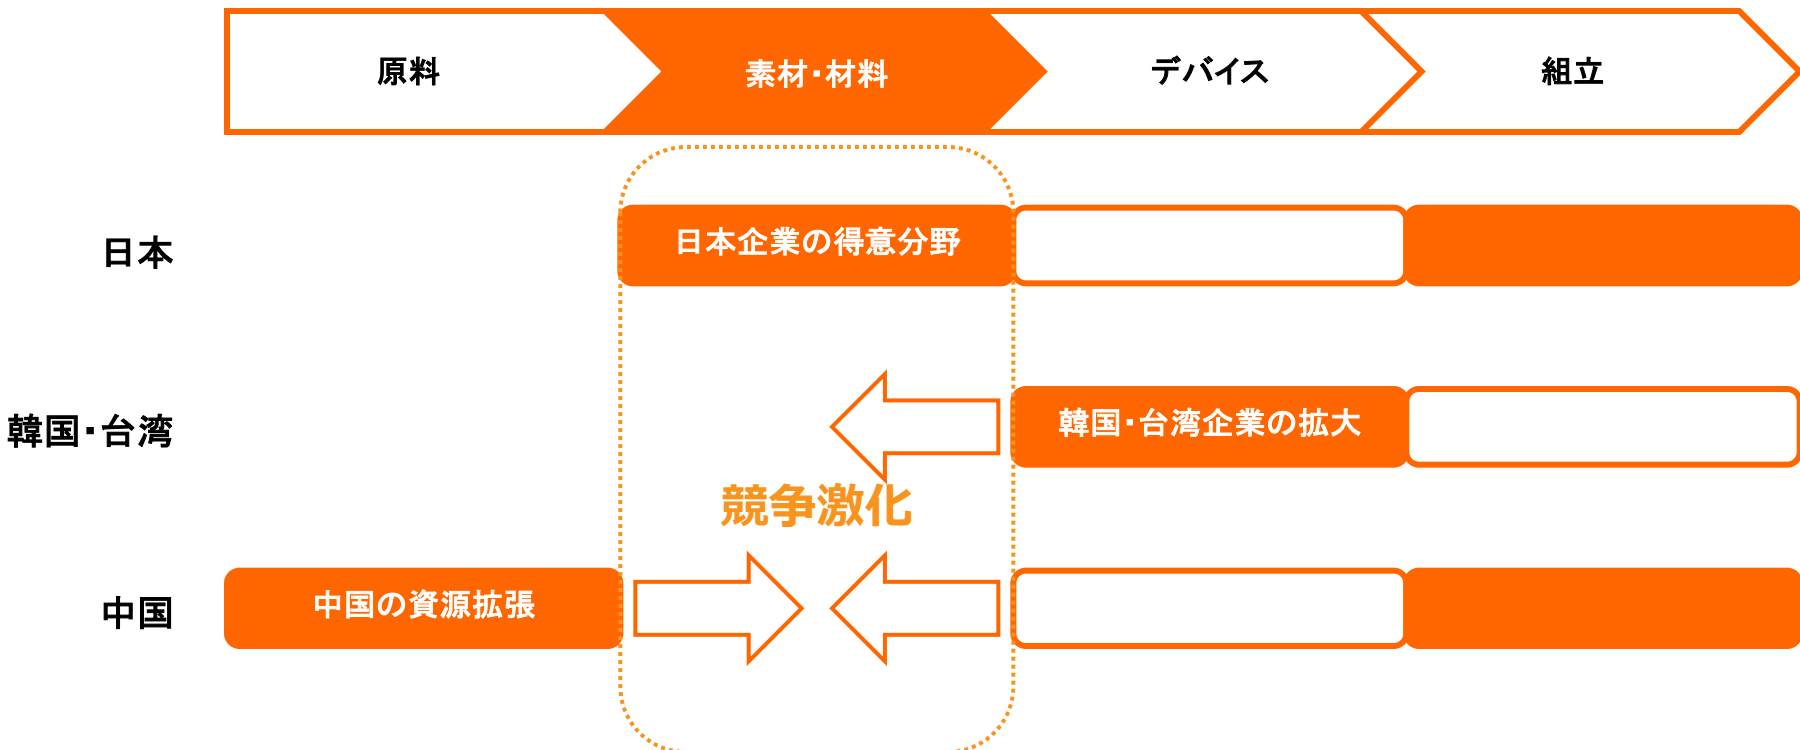 原料
素材・材料
デバイス
組立
日本
日本企業の得意分野
韓国・台湾
韓国・台湾企業の拡大
競争激化
中国
中国の資源拡張